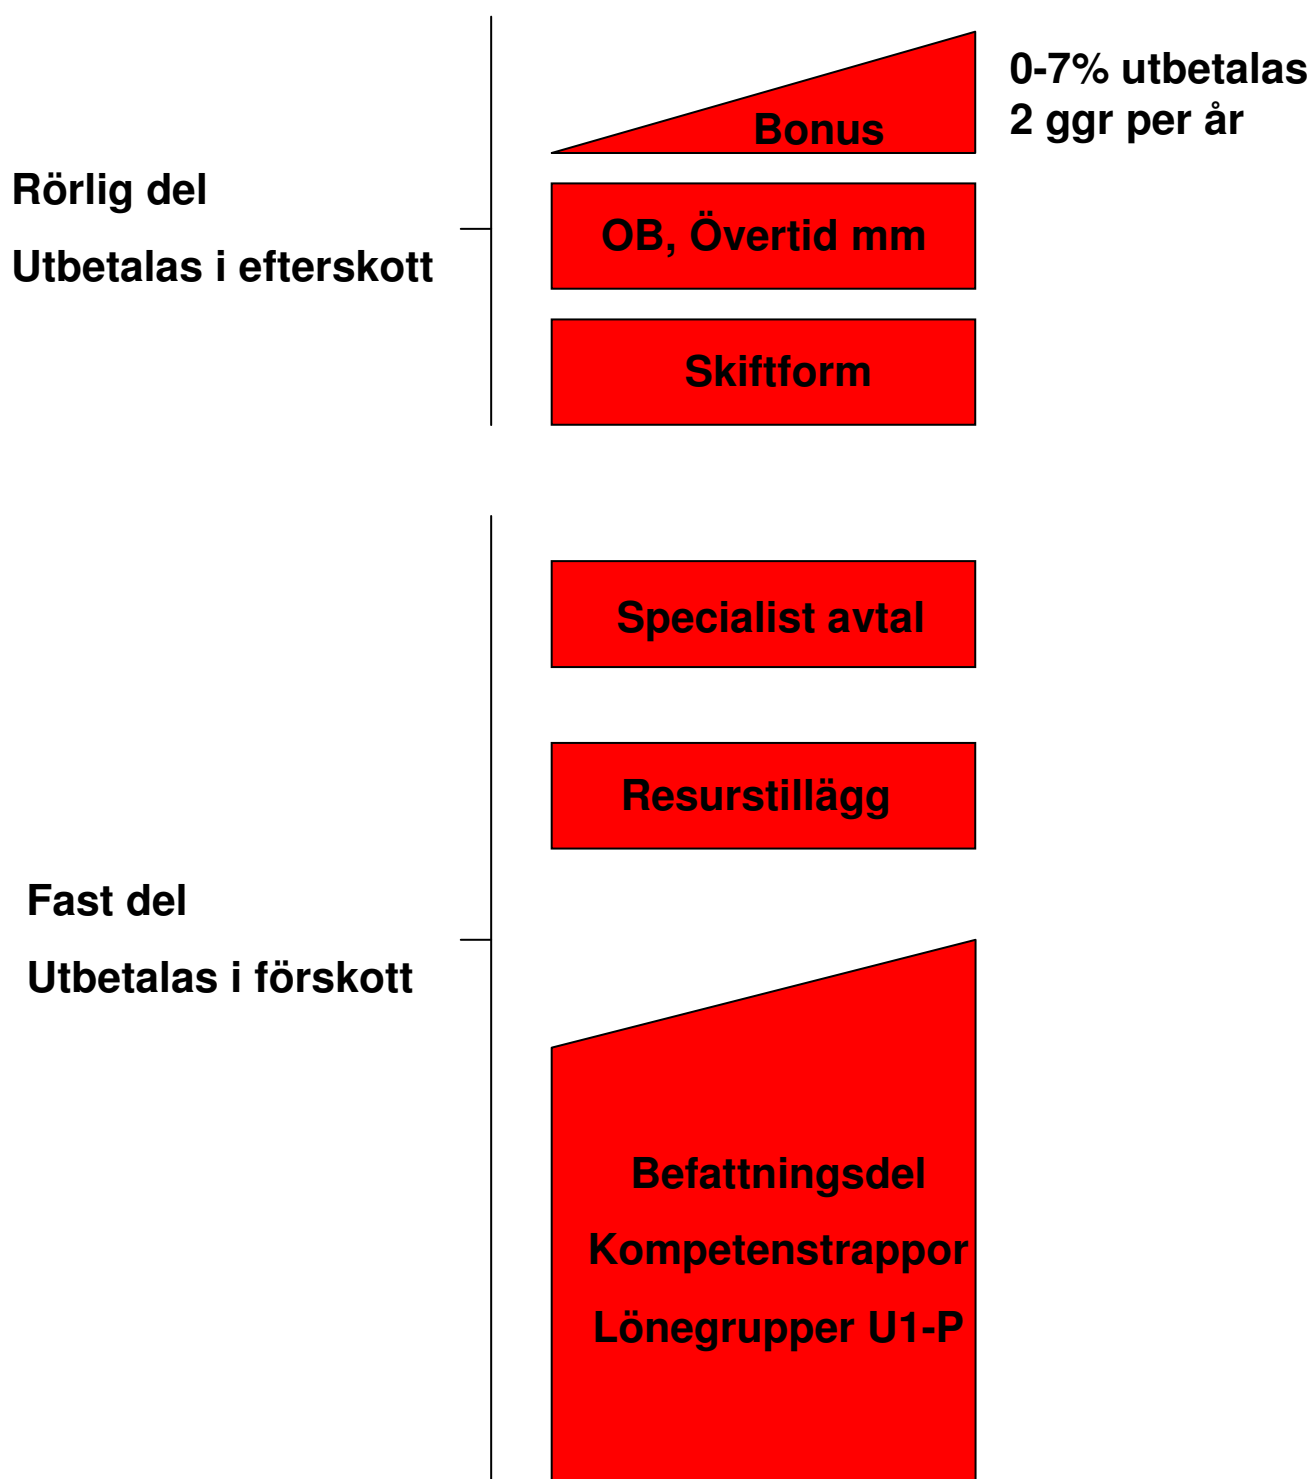 0-7% utbetalas
2 ggr per år
Bonus
Rörlig del
Utbetalas i efterskott
OB, Övertid mm
Skiftform
Specialist avtal
Resurstillägg
Fast del
Utbetalas i förskott
Befattningsdel
Kompetenstrappor
Lönegrupper U1-P